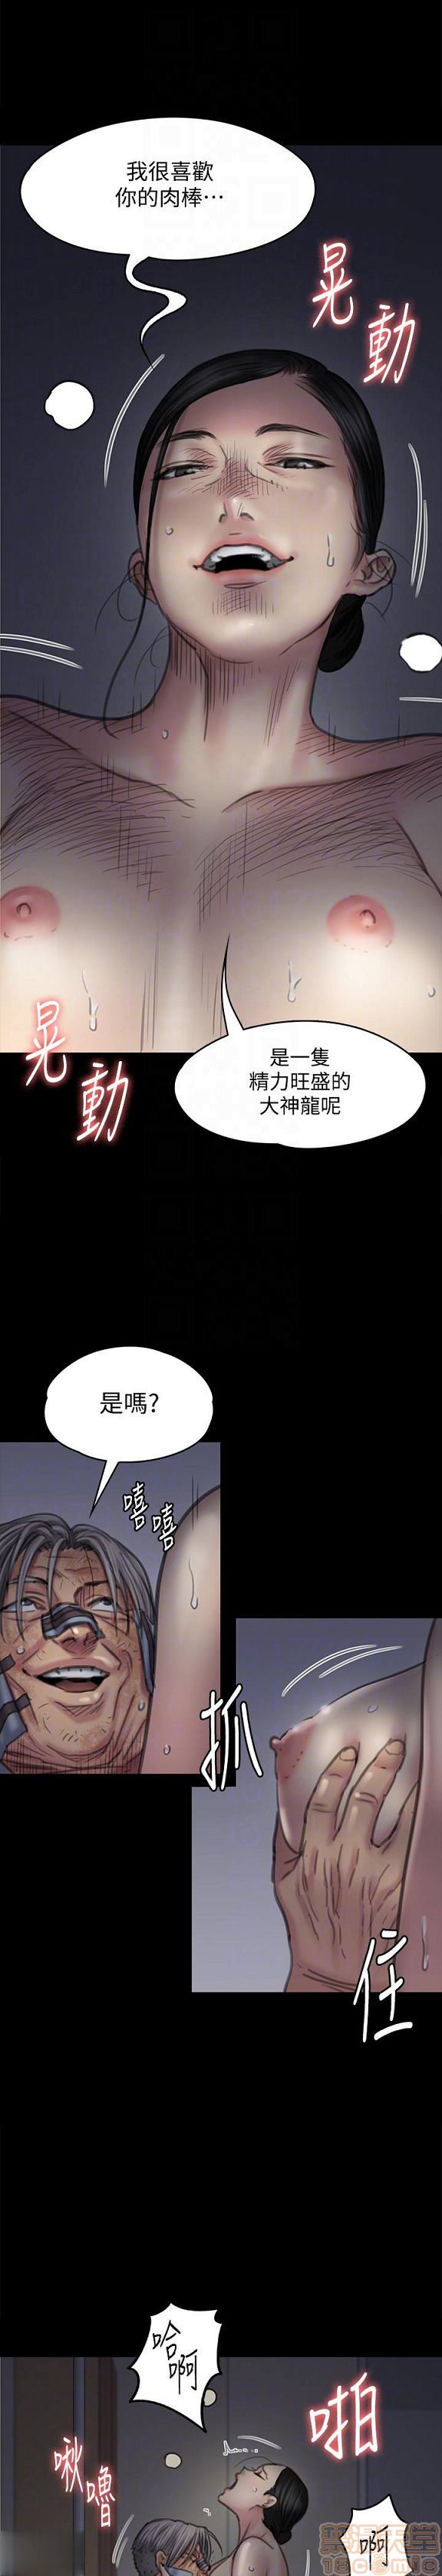 我很喜歡
你的肉棒…
晃動
晃動
是一隻
精力旺盛的
大神龍呢
是嗎?
嘻嘻
抓
住
哈啊
啪
啾嚕
啊
18comic